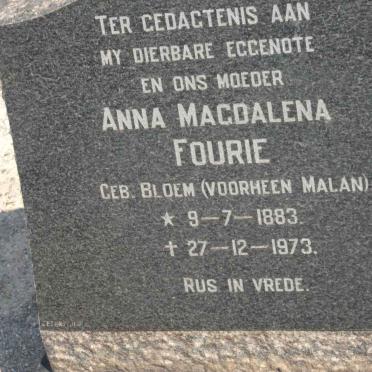 TER GEDAGTENIS AAN
MY DIERBARE EGGENOTE
EN ONS MOEDER
ANNA MAGDALENA
FOURIE
GEB. BLOEM (VOORHEEN MALAN)
* 9-7-1883.
✝ 27-12-1973.
RUS IN VREDE.